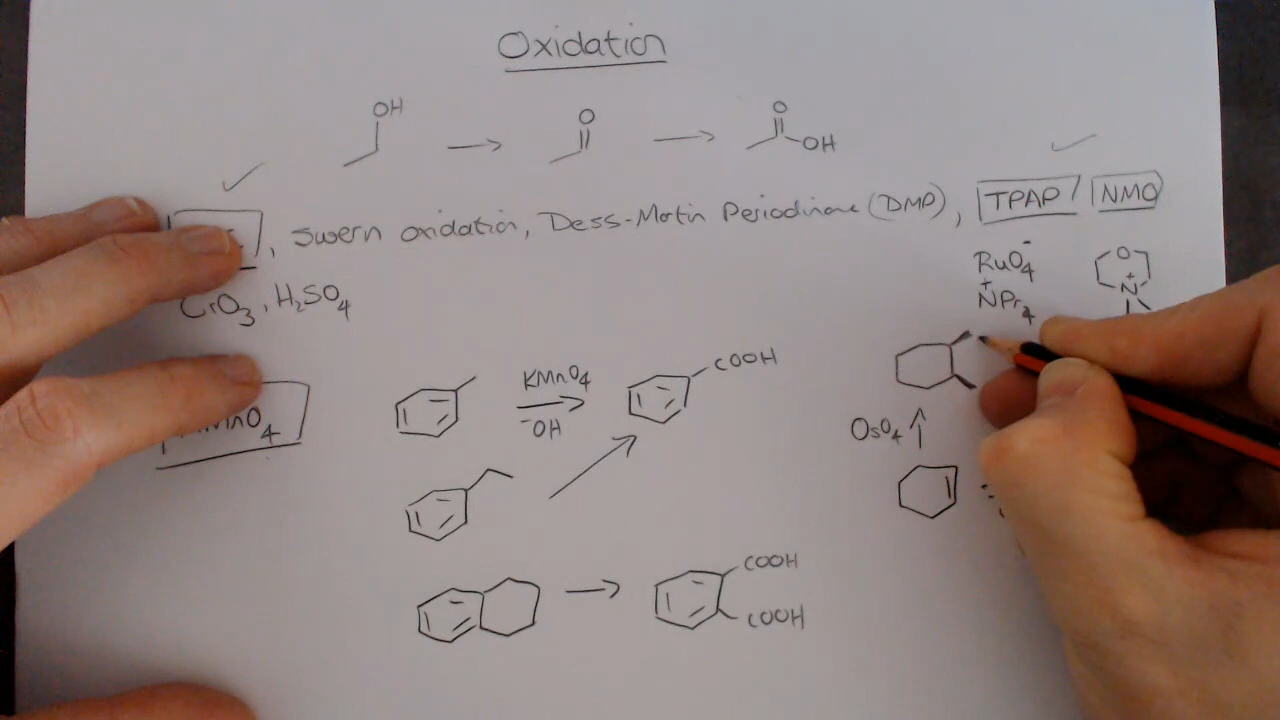 Oxidation
OH
O
O
OH
, Swern oxidation, Dess-Martin Periodinane (DMP), TPAP / NMO
CrO3, H2SO4
RuO4-
+NPr4
O
N+
MnO4
KMnO4
-OH
COOH
OsO4
COOH
COOH